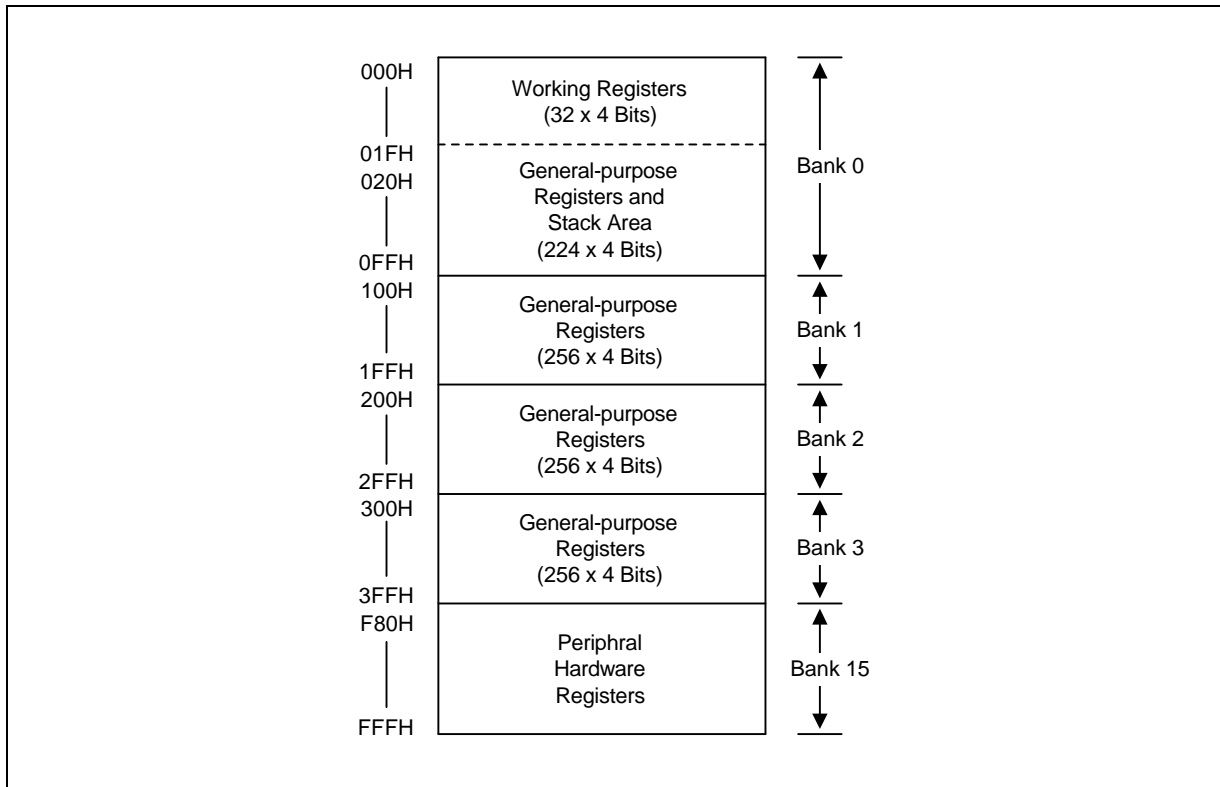 000H
Working Registers
(32 x 4 Bits)
01FH
020H
General-purpose
Registers and
Stack Area
(224 x 4 Bits)
0FFH
Bank 0
100H
General-purpose
Registers
(256 x 4 Bits)
1FFH
Bank 1
200H
General-purpose
Registers
(256 x 4 Bits)
2FFH
Bank 2
300H
General-purpose
Registers
(256 x 4 Bits)
3FFH
Bank 3
F80H
Periphral
Hardware
Registers
FFFH
Bank 15